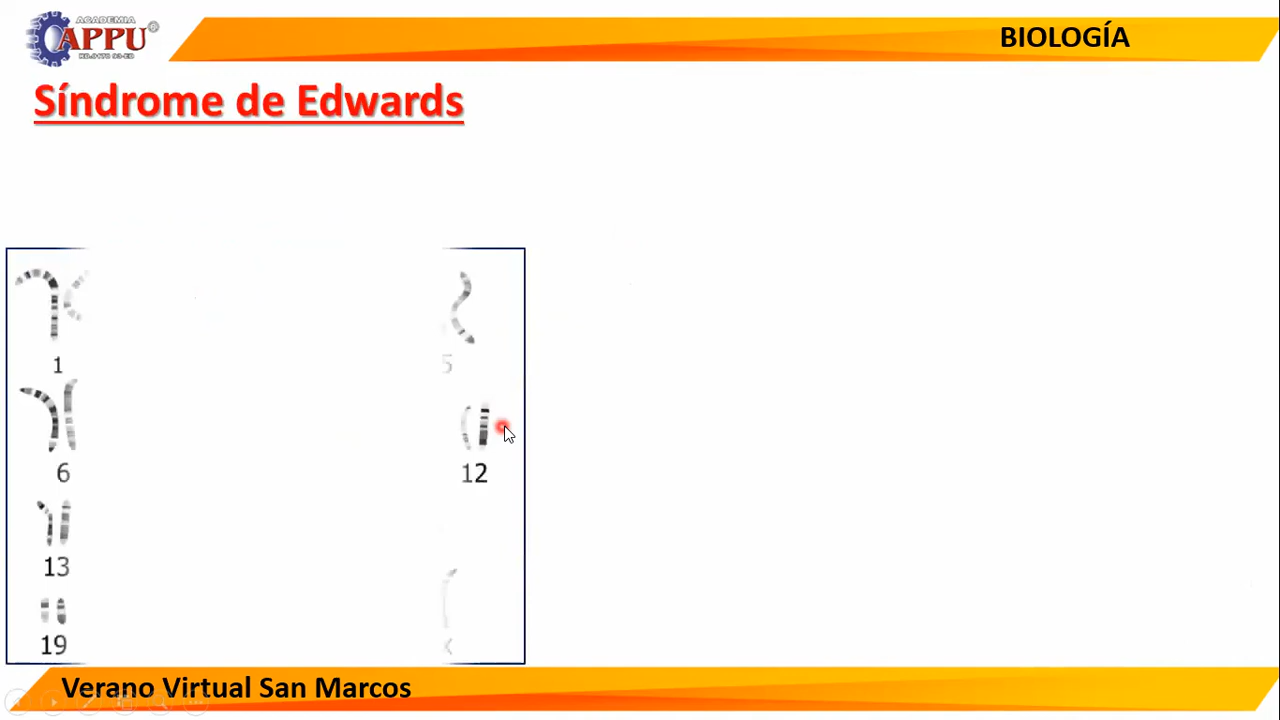 ACADEMIA
APPU
BIOLOGÍA
Síndrome de Edwards
1
5
6
12
13
19
Verano Virtual San Marcos